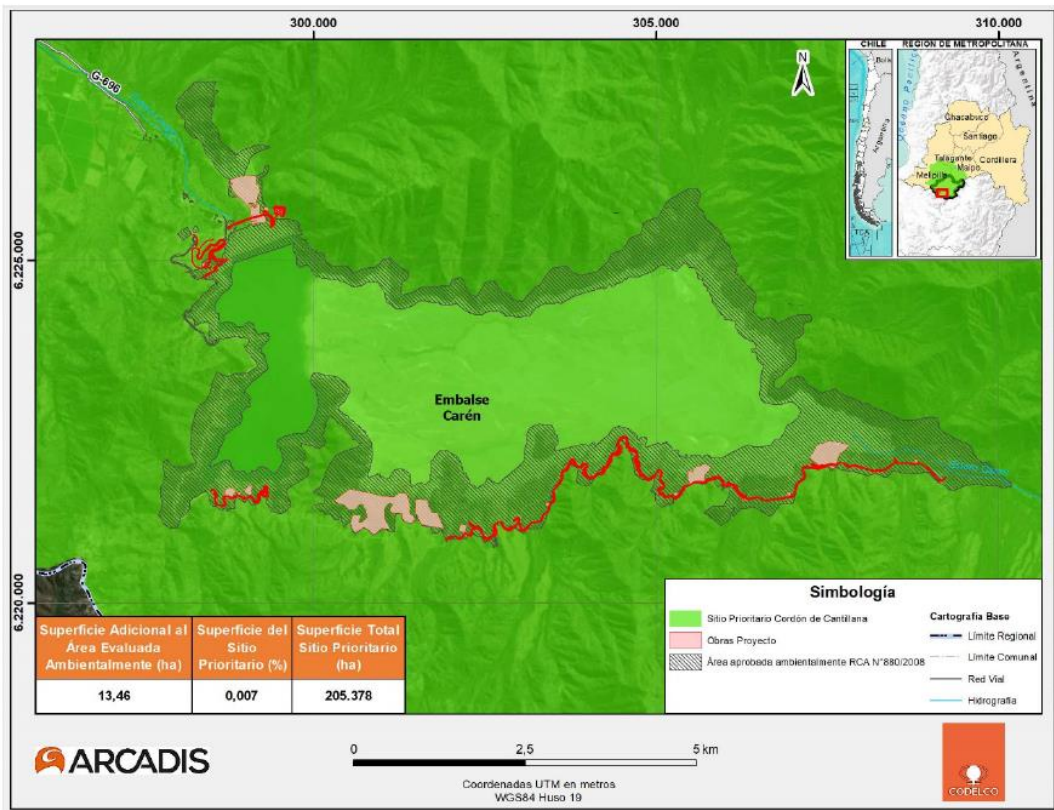 300.000
305.000
310.000
6.225.000
6.220.000
G-696
N
CHILE
Argentina
REGION DE METROPOLITANA
Océano Pacífico
Argentina
Chacabuco
Santiago
Talagante
Cordillera
Maipo
Melipilla
Embalse
Carén
Superficie Adicional al
Área Evaluada
Ambientalmente (ha)
Superficie del
Sitio
Prioritario (%)
Superficie Total
Sitio Prioritario
(ha)
13,46
0,007
205.378
Simbología
Sitio Prioritario Cordón de Cantillana
Obras Proyecto
Área aprobada ambientalmente RCA N°880/2008
Cartografía Base
Límite Regional
Límite Comunal
Red Vial
Hidrografía
ARCADIS
0
2,5
5 km
Coordenadas UTM en metros
WGS84 Huso 19
CODELCO